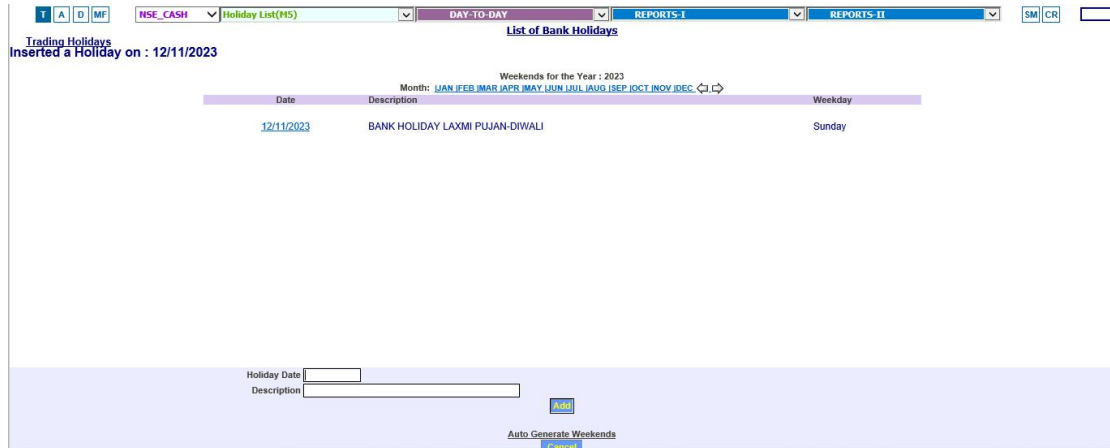 T A D MF NSE_CASH Holiday List(M5) DAY-TO-DAY REPORTS-I REPORTS-II SM CR
List of Bank Holidays
Trading Holidays
Inserted a Holiday on : 12/11/2023
Weekends for the Year : 2023
Month: |JAN |FEB |MAR |APR |MAY |JUN |JUL |AUG |SEP |OCT |NOV |DEC
Date Description Weekday
12/11/2023 BANK HOLIDAY LAXMI PUJAN-DIWALI Sunday
Holiday Date
Description
Add
Auto Generate Weekends
Cancel